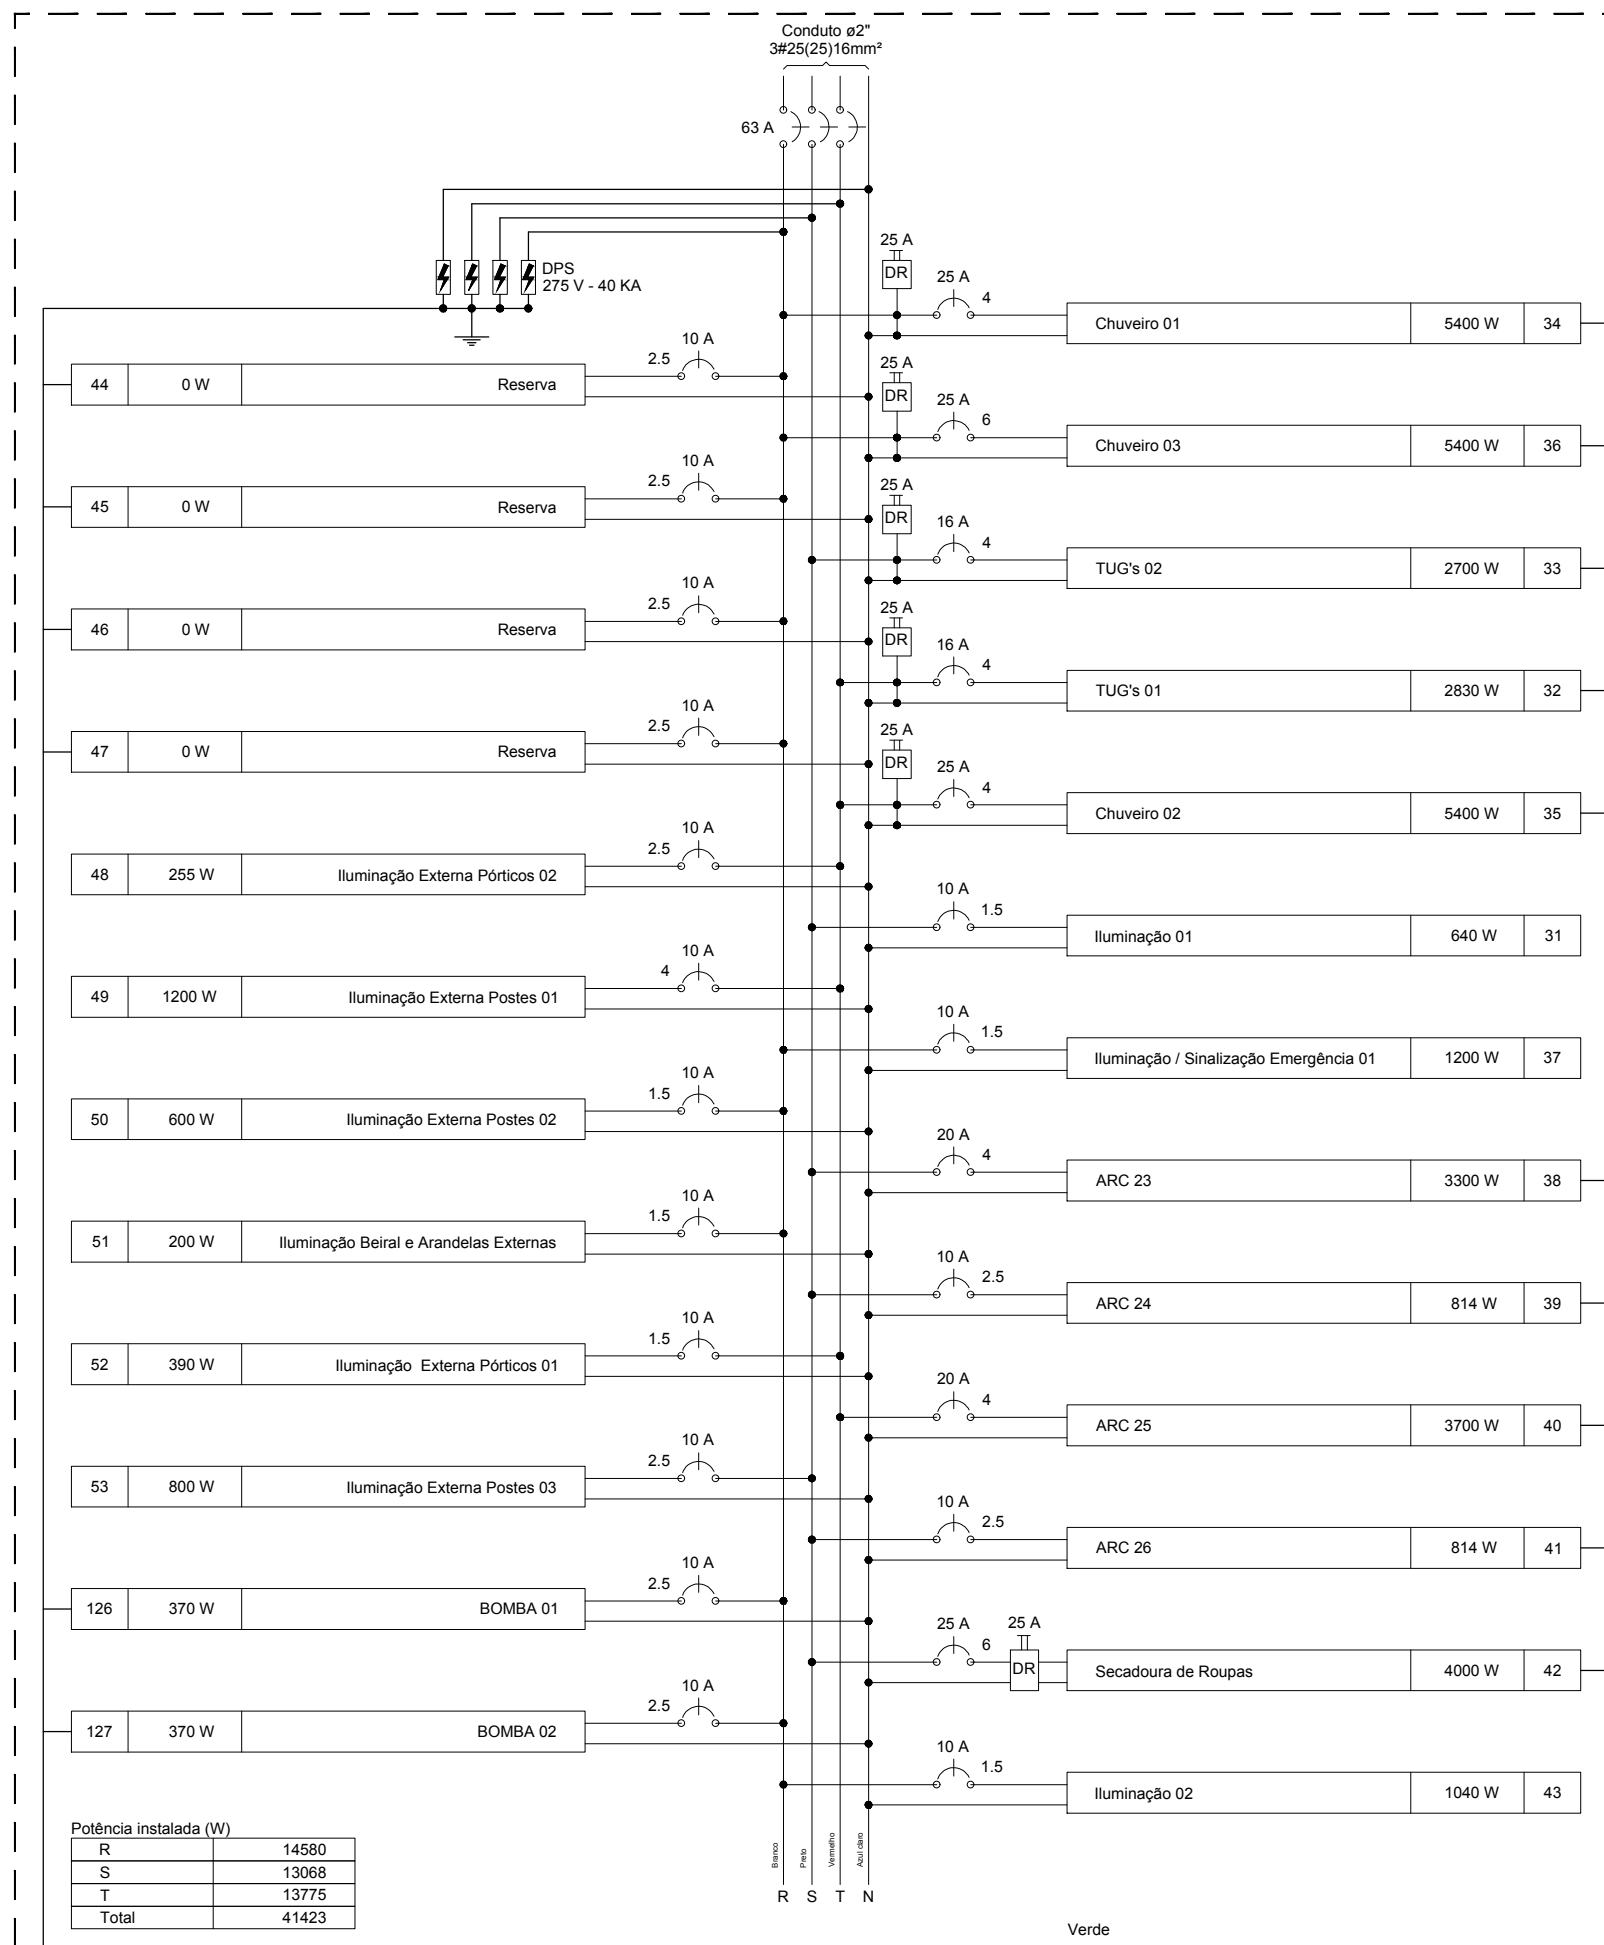 Conduto ø2"
3#25(25)16mm²
63 A
DPS
275 V - 40 KA
25 A
DR
25 A
4
Chuveiro 01 5400 W 34
10 A
2.5
44 0 W Reserva
25 A
DR
25 A
6
Chuveiro 03 5400 W 36
10 A
2.5
45 0 W Reserva
25 A
DR
16 A
4
TUG's 02 2700 W 33
10 A
2.5
46 0 W Reserva
25 A
DR
16 A
4
TUG's 01 2830 W 32
10 A
2.5
47 0 W Reserva
25 A
DR
25 A
4
Chuveiro 02 5400 W 35
10 A
2.5
48 255 W Iluminação Externa Pórticos 02
10 A
1.5
Iluminação 01 640 W 31
10 A
4
49 1200 W Iluminação Externa Postes 01
10 A
1.5
Iluminação / Sinalização Emergência 01 1200 W 37
10 A
1.5
50 600 W Iluminação Externa Postes 02
20 A
4
ARC 23 3300 W 38
10 A
1.5
51 200 W Iluminação Beiral e Arandelas Externas
10 A
2.5
ARC 24 814 W 39
10 A
1.5
52 390 W Iluminação Externa Pórticos 01
20 A
4
ARC 25 3700 W 40
10 A
2.5
53 800 W Iluminação Externa Postes 03
10 A
2.5
ARC 26 814 W 41
10 A
2.5
126 370 W BOMBA 01
25 A
6
25 A
DR
Secadoura de Roupas 4000 W 42
10 A
2.5
127 370 W BOMBA 02
10 A
1.5
Iluminação 02 1040 W 43
Potência instalada (W)
R 14580
S 13068
T 13775
Total 41423
Branco
Preto
Vermelho
Azul claro
R S T N
Verde